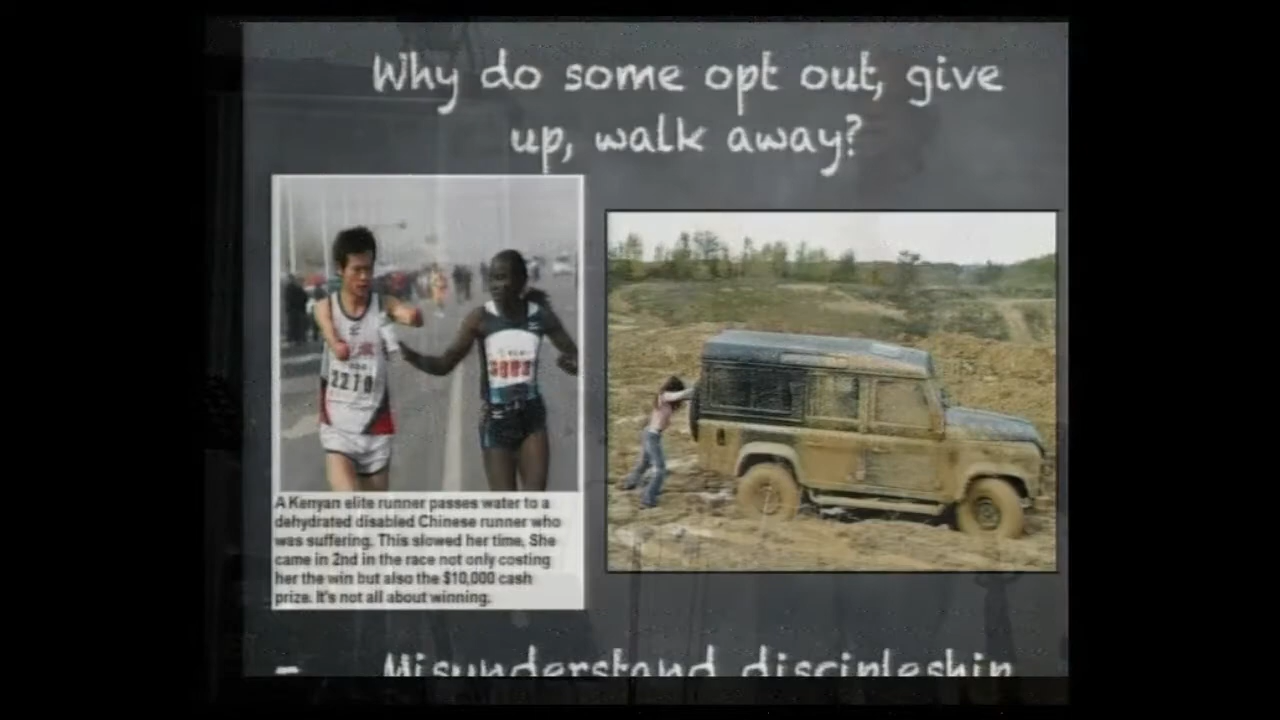 Why do some opt out, give
up, walk away?
2270
A Kenyan elite runner passes water to a
dehydrated disabled Chinese runner who
was suffering. This slowed her time, She
came in 2nd in the race not only costing
her the win but also the $10,000 cash
prize. It's not all about winning.
- Misunderstand discipleship